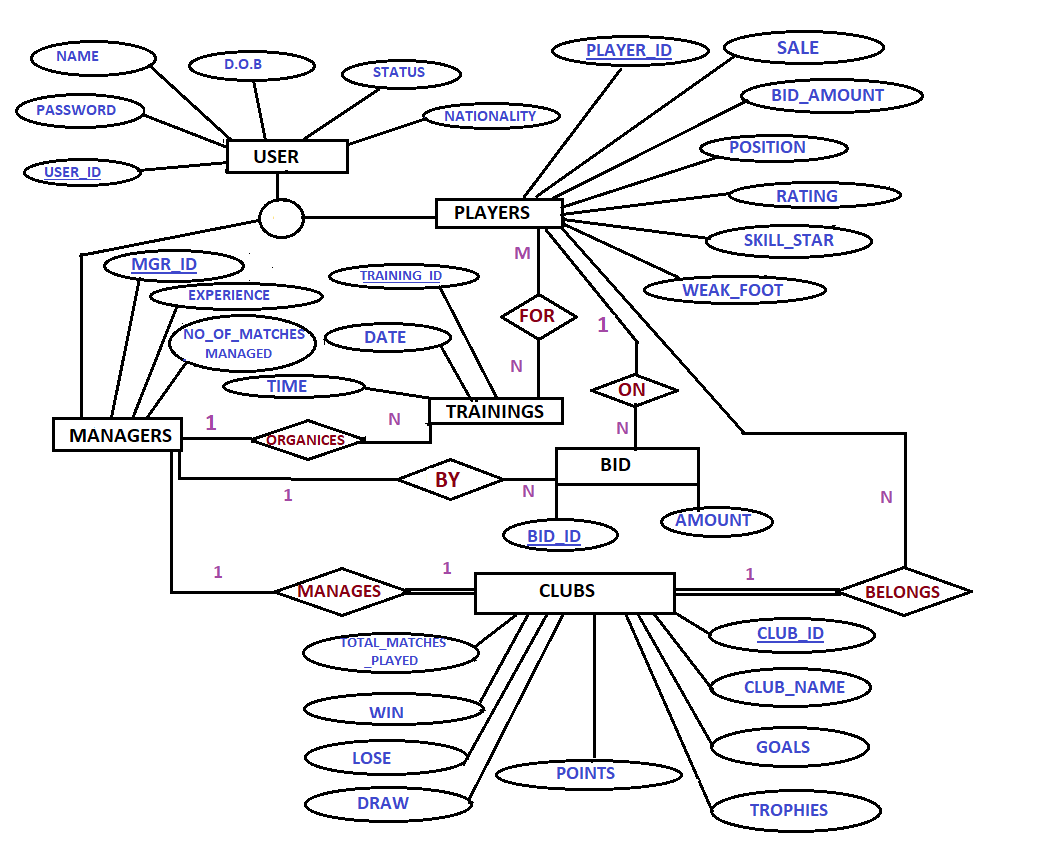 NAME
D.O.B
STATUS
PASSWORD
NATIONALITY
USER_ID
USER
PLAYER_ID
SALE
BID_AMOUNT
POSITION
RATING
SKILL_STAR
WEAK_FOOT
PLAYERS
MGR_ID
EXPERIENCE
NO_OF_MATCHES
MANAGED
TRAINING_ID
DATE
TIME
M
FOR
N
1
ON
N
MANAGERS
1
ORGANICES
N
TRAININGS
BID
1
BY
N
BID_ID
AMOUNT
N
1
MANAGES
1
CLUBS
1
BELONGS
TOTAL_MATCHES
_PLAYED
WIN
LOSE
DRAW
POINTS
CLUB_ID
CLUB_NAME
GOALS
TROPHIES